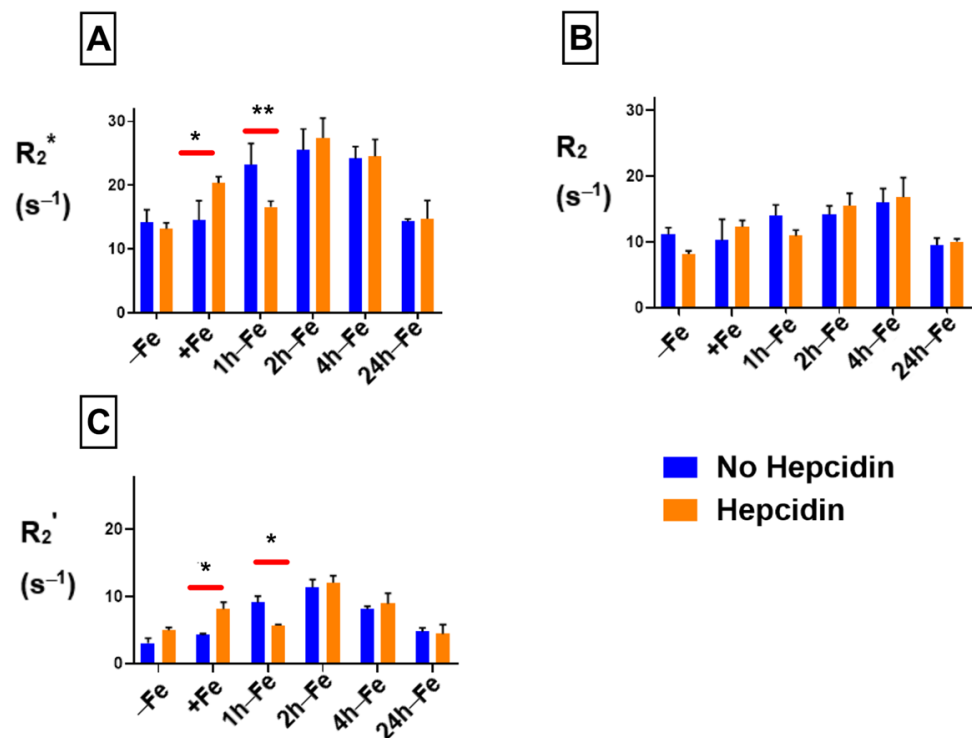 A
R₂*
(s⁻¹)
30
20
10
0
*
**
–Fe
+Fe
1h–Fe
2h–Fe
4h–Fe
24h–Fe
B
R₂
(s⁻¹)
30
20
10
0
–Fe
+Fe
1h–Fe
2h–Fe
4h–Fe
24h–Fe
C
R₂'
(s⁻¹)
20
10
0
*
*
–Fe
+Fe
1h–Fe
2h–Fe
4h–Fe
24h–Fe
No Hepcidin
Hepcidin